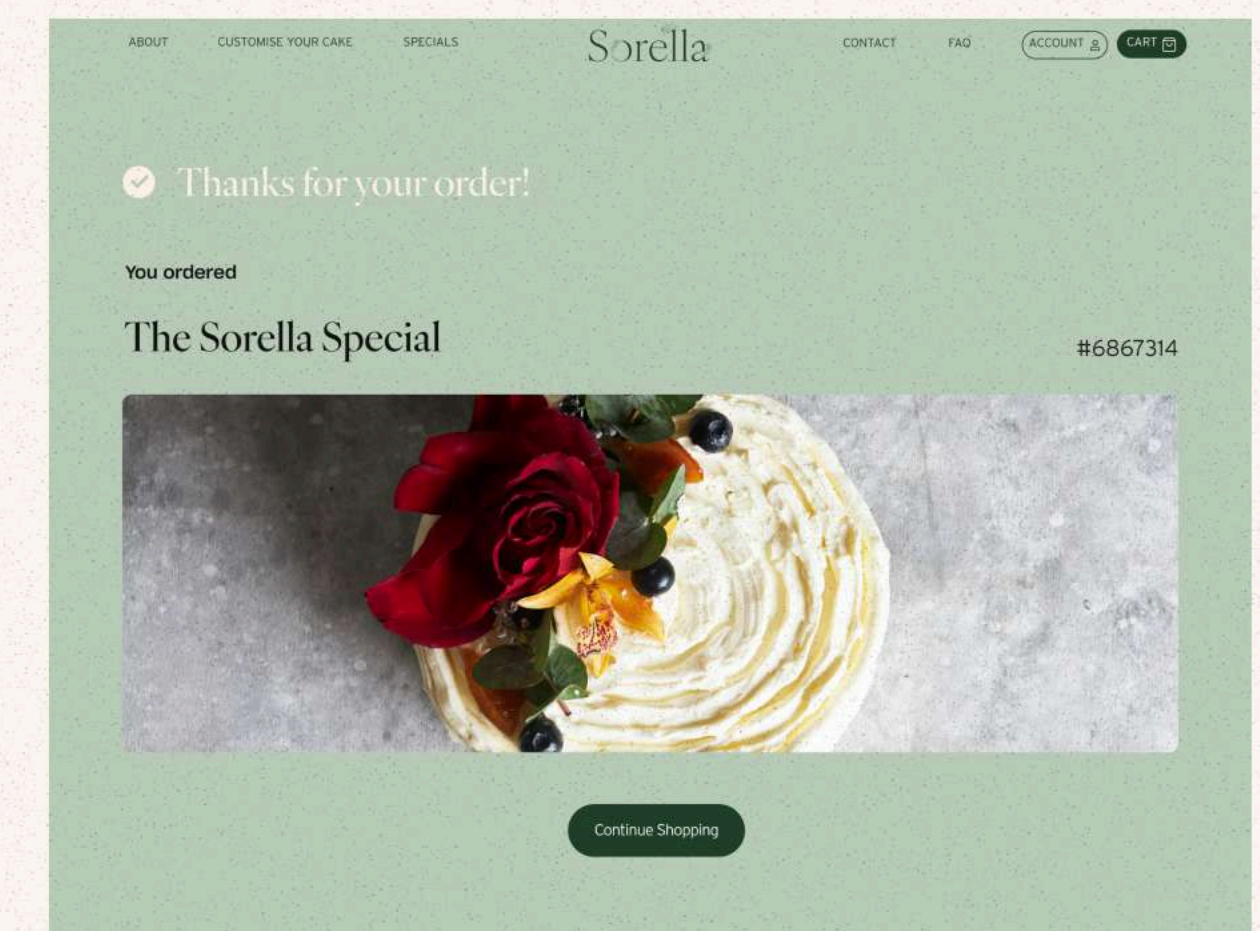 ABOUT CUSTOMISE YOUR CAKE SPECIALS Sorella CONTACT FAQ ACCOUNT CART
Thanks for your order!
You ordered
The Sorella Special #6867314
Continue Shopping